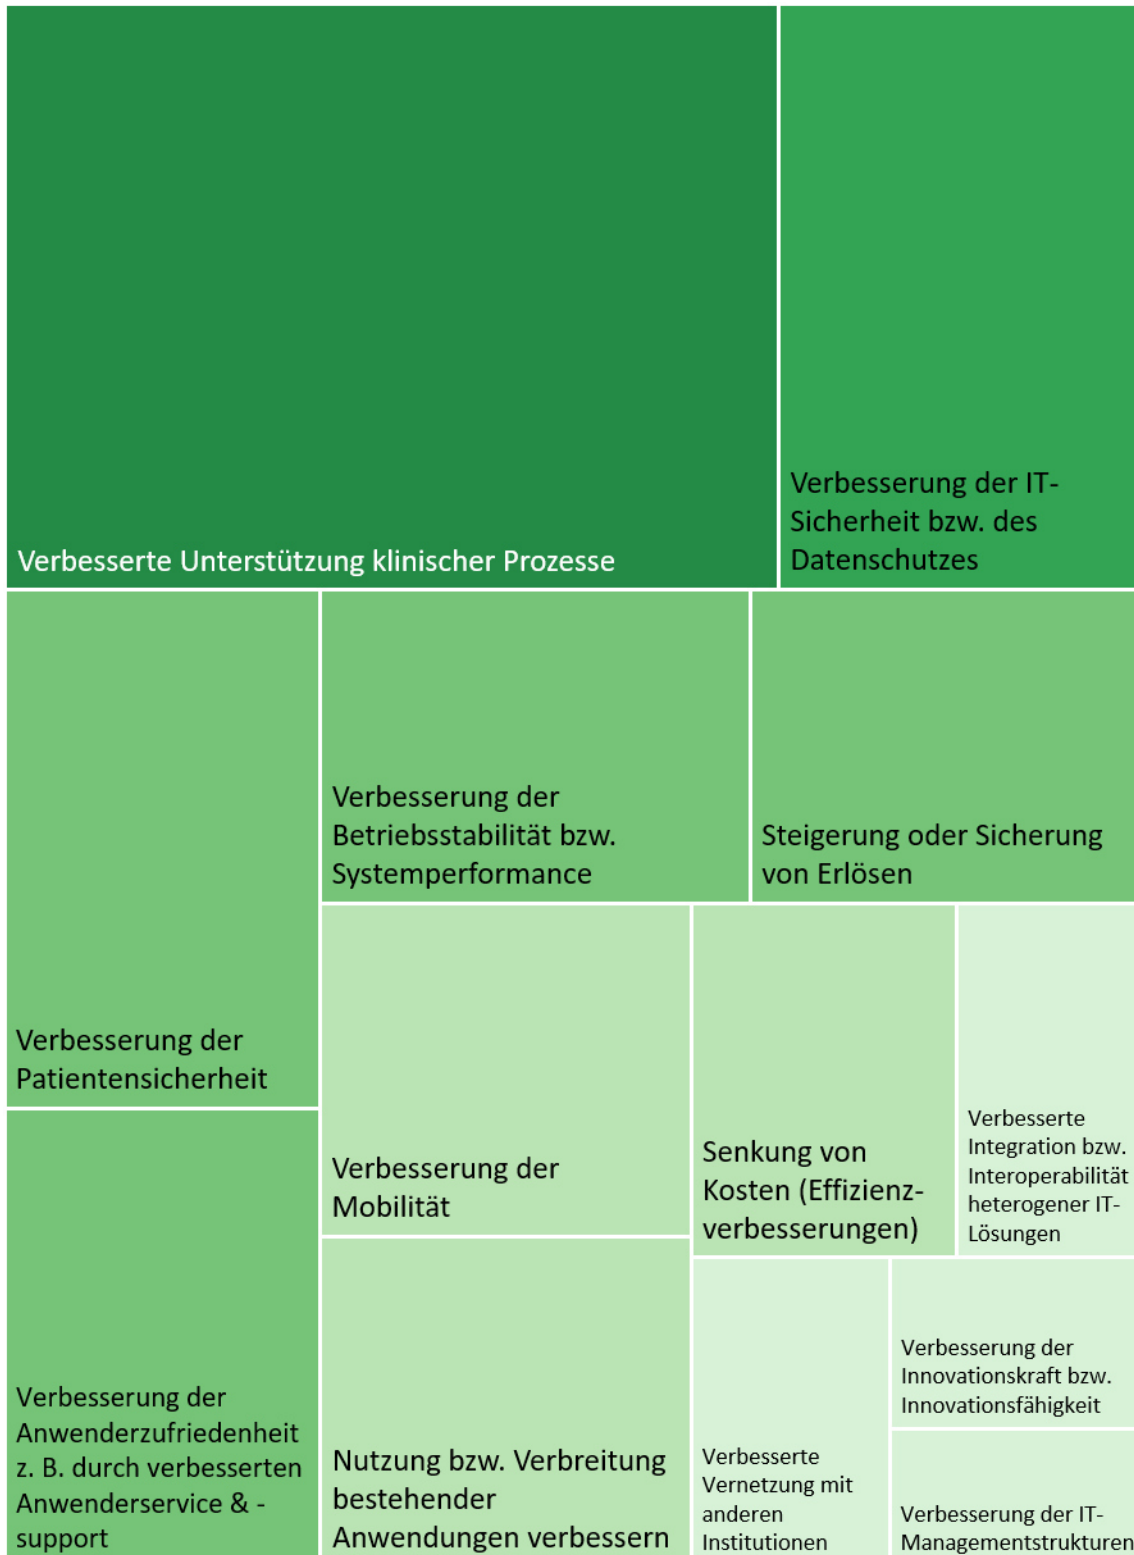 Verbesserte Unterstützung klinischer Prozesse
Verbesserung der IT-
Sicherheit bzw. des
Datenschutzes
Verbesserung der
Patientensicherheit
Verbesserung der
Betriebsstabilität bzw.
Systemperformance
Steigerung oder Sicherung
von Erlösen
Verbesserung der
Anwenderzufriedenheit
z. B. durch verbesserten
Anwenderservice & -
support
Verbesserung der
Mobilität
Nutzung bzw. Verbreitung
bestehender
Anwendungen verbessern
Senkung von
Kosten (Effizienz-
verbesserungen)
Verbesserte
Integration bzw.
Interoperabilität
heterogener IT-
Lösungen
Verbesserte
Vernetzung mit
anderen
Institutionen
Verbesserung der
Innovationskraft bzw.
Innovationsfähigkeit
Verbesserung der IT-
Managementstrukturen